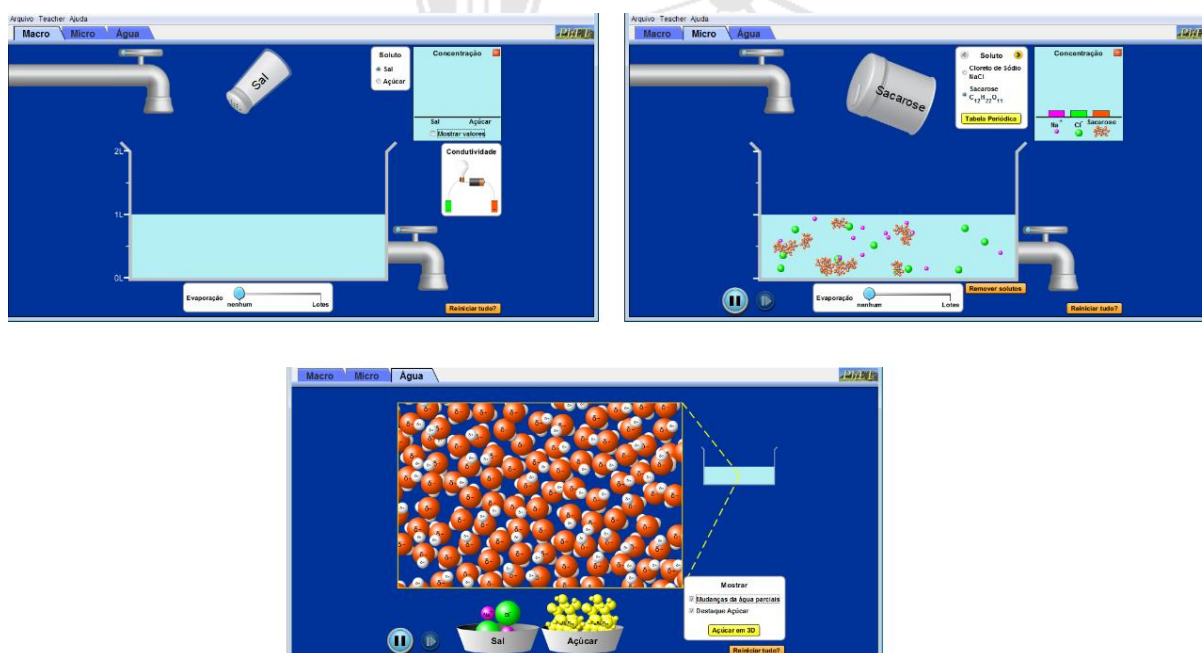 Arquivo Teacher Ajuda
Macro Micro Água
Sal
Soluto
Sal
Açúcar
Concentração
Sal Açúcar
Mostrar valores
Condutividade
2L
1L
0L
Evaporação
nenhum Lotes
Reiniciar tudo?
Arquivo Teacher Ajuda
Macro Micro Água
Sacarose
Soluto
Cloreto de Sódio
NaCl
Sacarose
C12H22O11
Tabela Periódica
Concentração
Na+ Cl- Sacarose
2L
1L
0L
Evaporação
nenhum Lotes
Remover solutos
Reiniciar tudo?
Macro Micro Água
Mostrar
Mudanças da água parciais
Destaque Açúcar
Açúcar em 3D
Sal Açúcar
Reiniciar tudo?